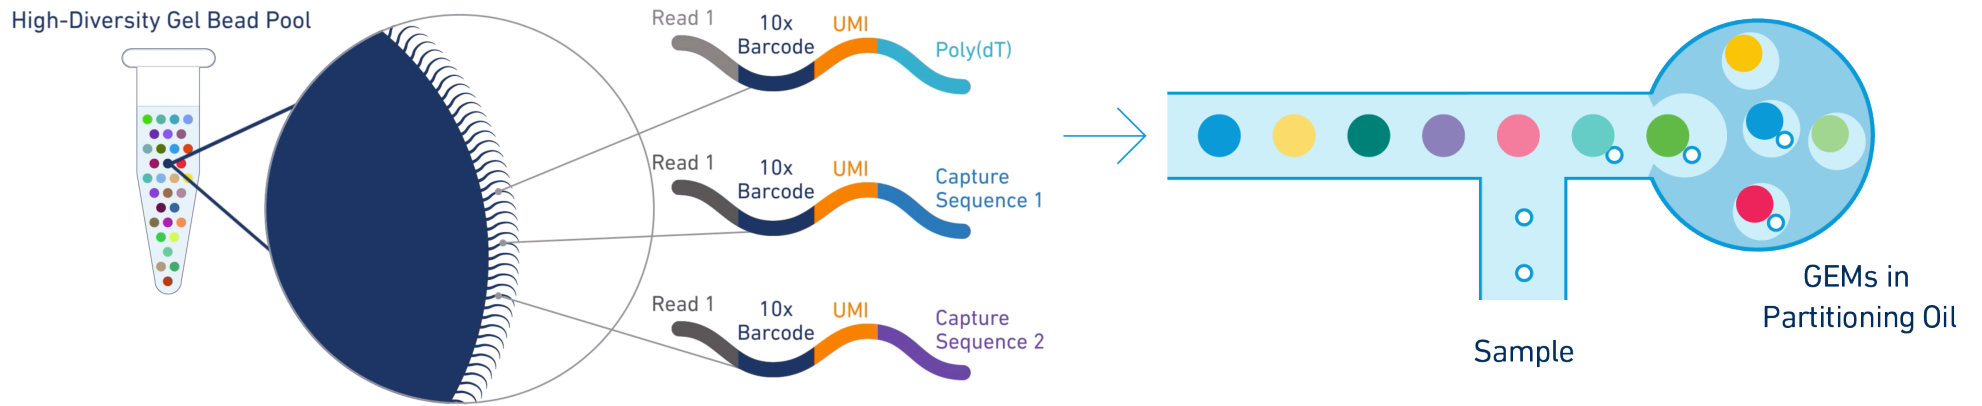 High-Diversity Gel Bead Pool
Read 1
10x
Barcode
UMI
Poly(dT)
Read 1
10x
Barcode
UMI
Capture
Sequence 1
Read 1
10x
Barcode
UMI
Capture
Sequence 2
Sample
GEMs in
Partitioning Oil